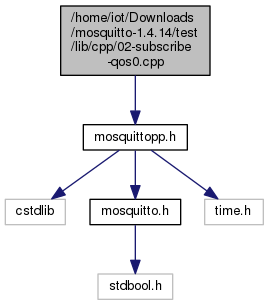 /home/iot/Downloads
/mosquitto-1.4.14/test
/lib/cpp/02-subscribe
-qos0.cpp
mosquittopp.h
cstdlib
mosquitto.h
time.h
stdbool.h